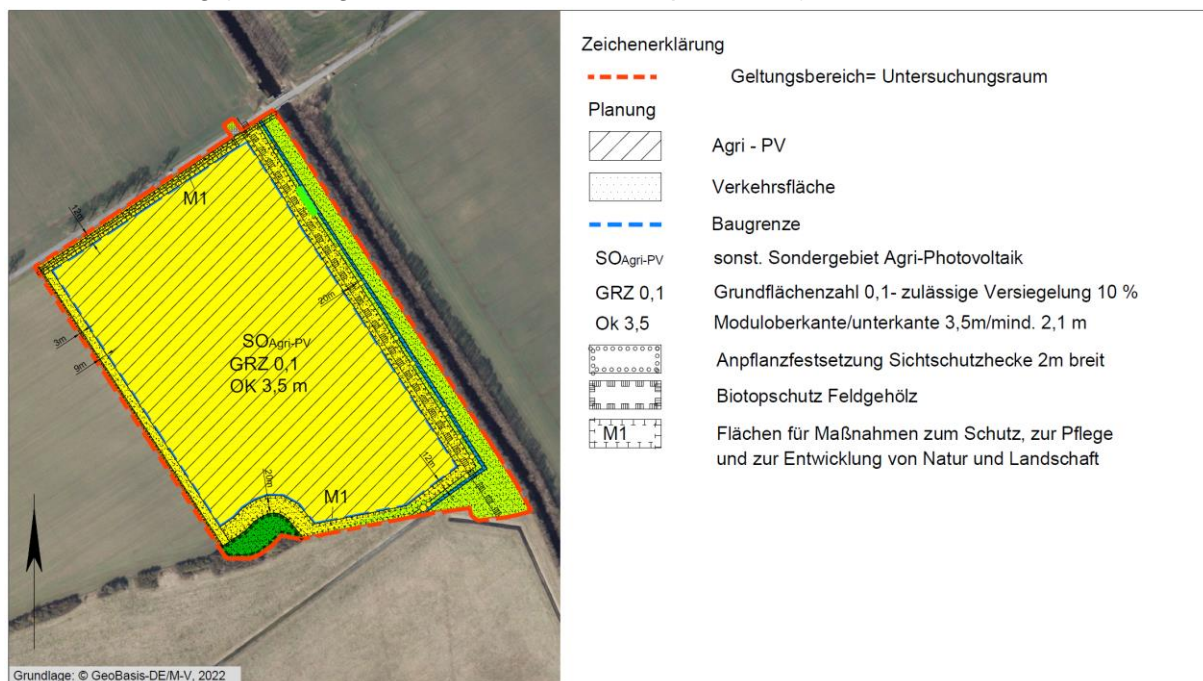 Zeichenerklärung
Geltungsbereich= Untersuchungsraum
Planung
Agri - PV
Verkehrsfläche
Baugrenze
SOAgri-PV sonst. Sondergebiet Agri-Photovoltaik
GRZ 0,1 Grundflächenzahl 0,1- zulässige Versiegelung 10 %
Ok 3,5 Moduloberkante/unterkante 3,5m/mind. 2,1 m
Anpflanzfestsetzung Sichtschutzhecke 2m breit
Biotopschutz Feldgehölz
M1 Flächen für Maßnahmen zum Schutz, zur Pflege
und zur Entwicklung von Natur und Landschaft
M1
12m
20m
3m
9m
SOAgri-PV
GRZ 0,1
OK 3,5 m
12m
20m
M1
Grundlage: © GeoBasis-DE/M-V, 2022